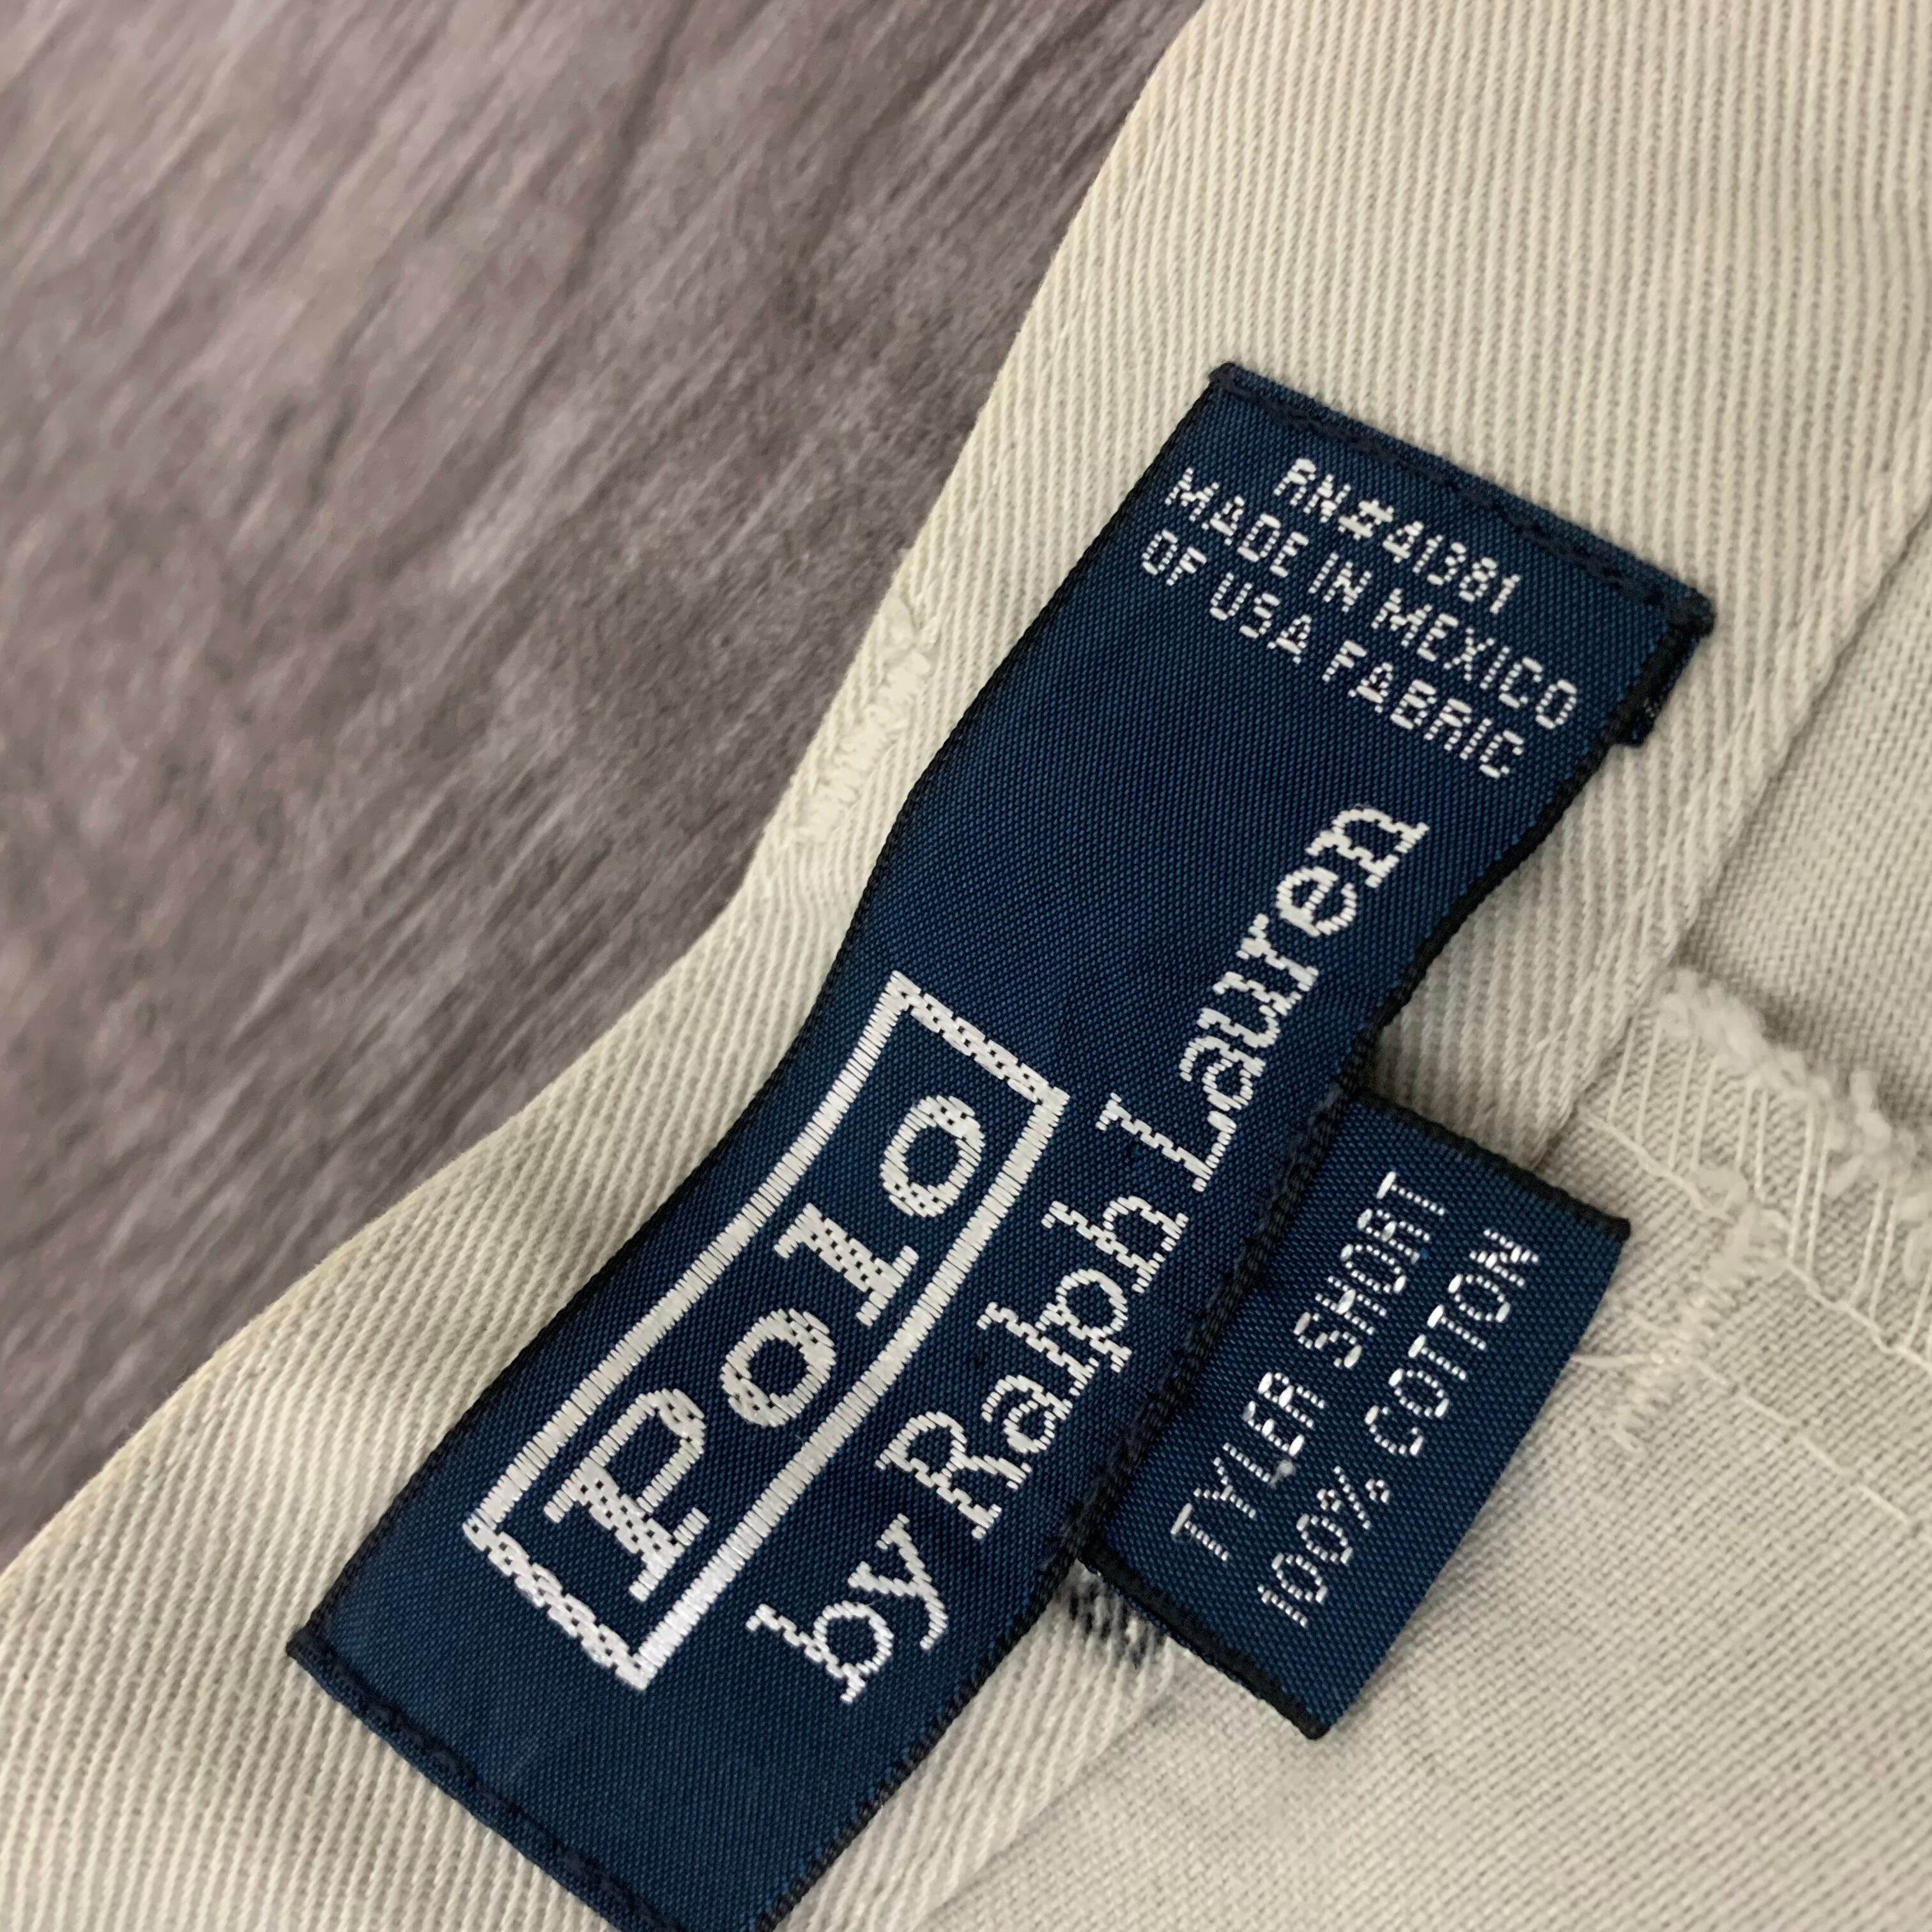 RN#41381
MADE IN MEXICO
OF USA FABRIC
Polo
by Ralph Lauren
TYLER SHORT
100% COTTON